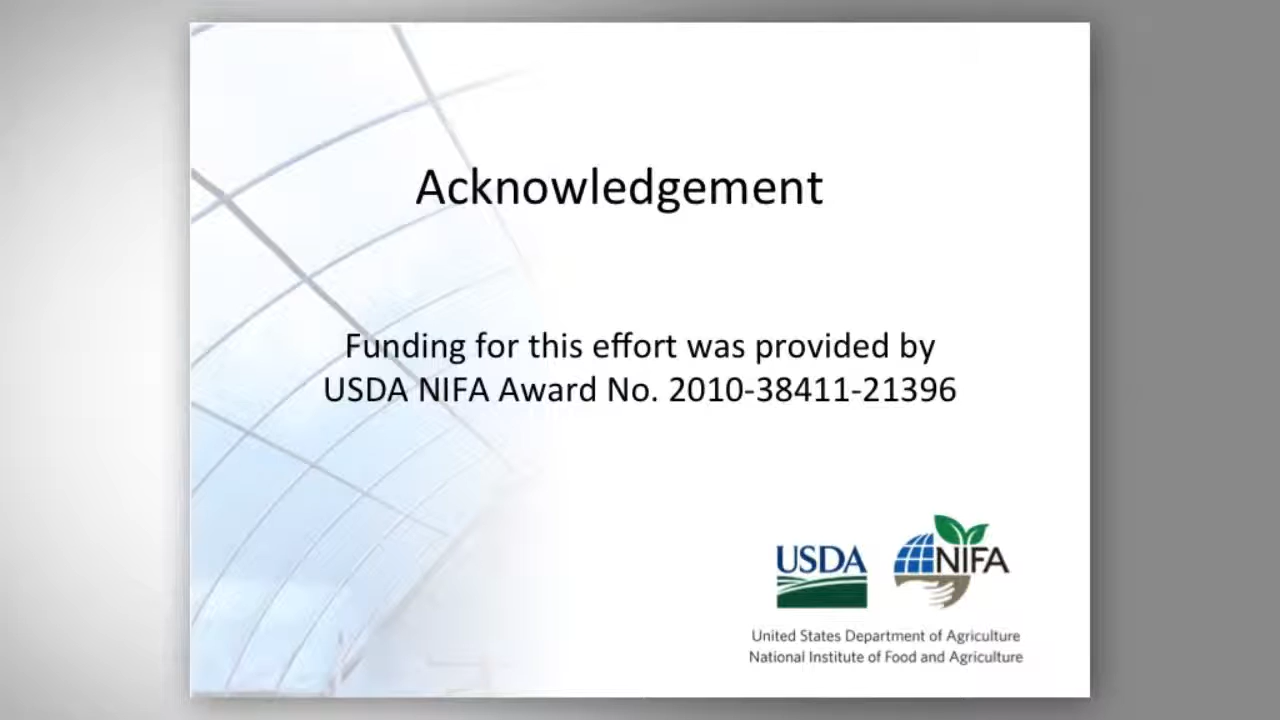 Acknowledgement
Funding for this effort was provided by
USDA NIFA Award No. 2010-38411-21396
USDA
NIFA
United States Department of Agriculture
National Institute of Food and Agriculture